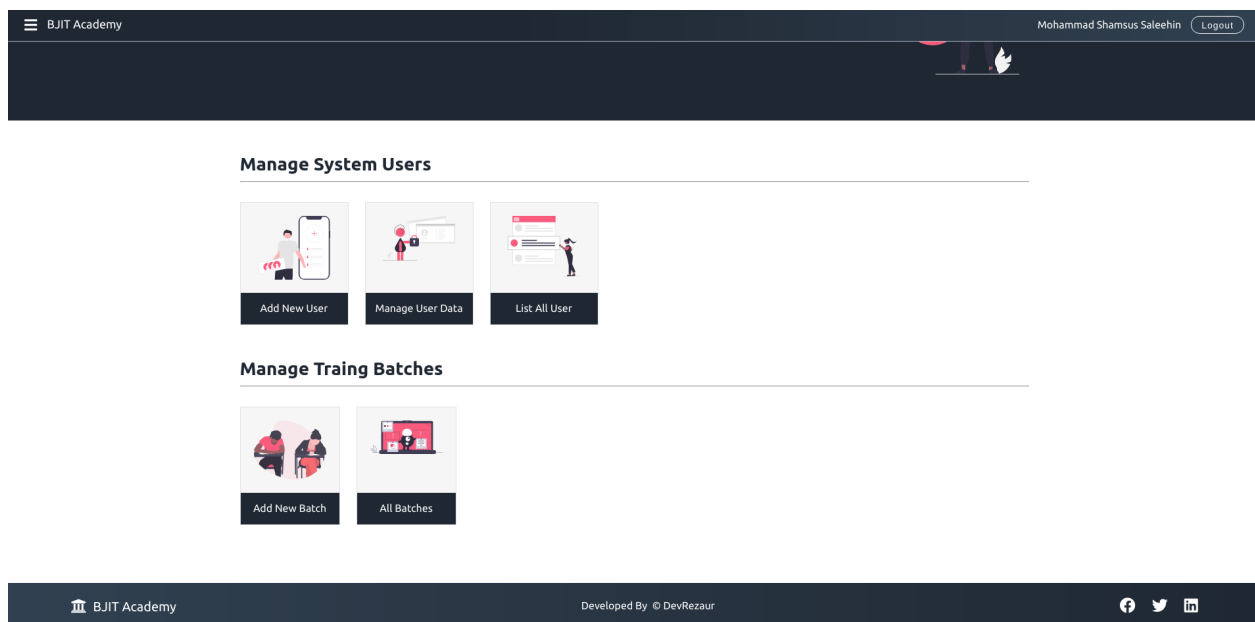 BJIT Academy
Mohammad Shamsus Saleehin Logout
Manage System Users
Add New User Manage User Data List All User
Manage Traing Batches
Add New Batch All Batches
BJIT Academy Developed By © DevRezaur